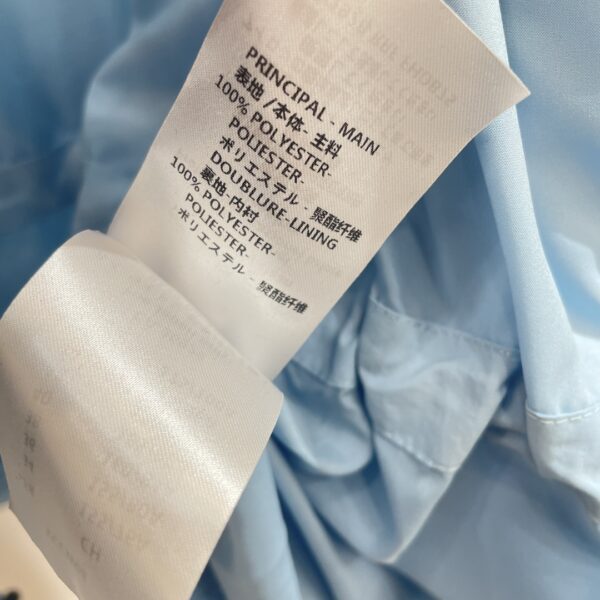 PRINCIPAL - MAIN
表地 /本体- 主料
100% POLYESTER-
POLIESTER-
ポリエステル - 聚酯纤维
DOUBLURE-LINING
裏地 内衬
100% POLYESTER-
POLIESTER-
ポリエステル - 聚酯纤维